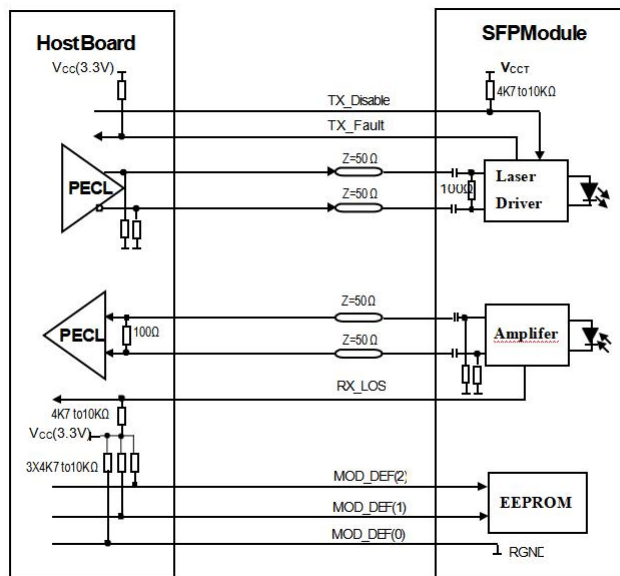 HostBoard
SFPModule
VCC(3.3V)
VCCT
4K7 to10KΩ
TX_Disable
TX_Fault
Z=50Ω
PECL
100Ω
Laser
Driver
Z=50Ω
Z=50Ω
PECL
100Ω
Amplifer
Z=50Ω
RX_LOS
4K7 to10KΩ
VCC(3.3V)
3X4K7 to10KΩ
MOD_DEF(2)
MOD_DEF(1)
EEPROM
MOD_DEF(0)
RGND